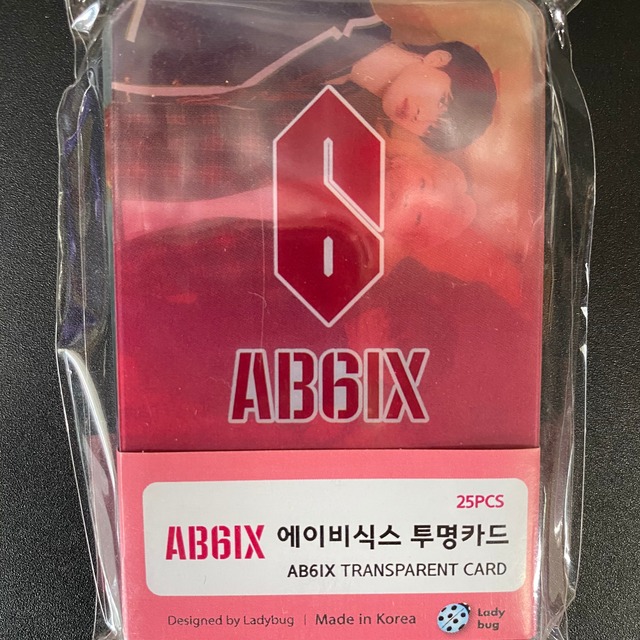 6
AB6IX
25PCS
AB6IX 에이비식스 투명카드
AB6IX TRANSPARENT CARD
Designed by Ladybug | Made in Korea
Lady
bug